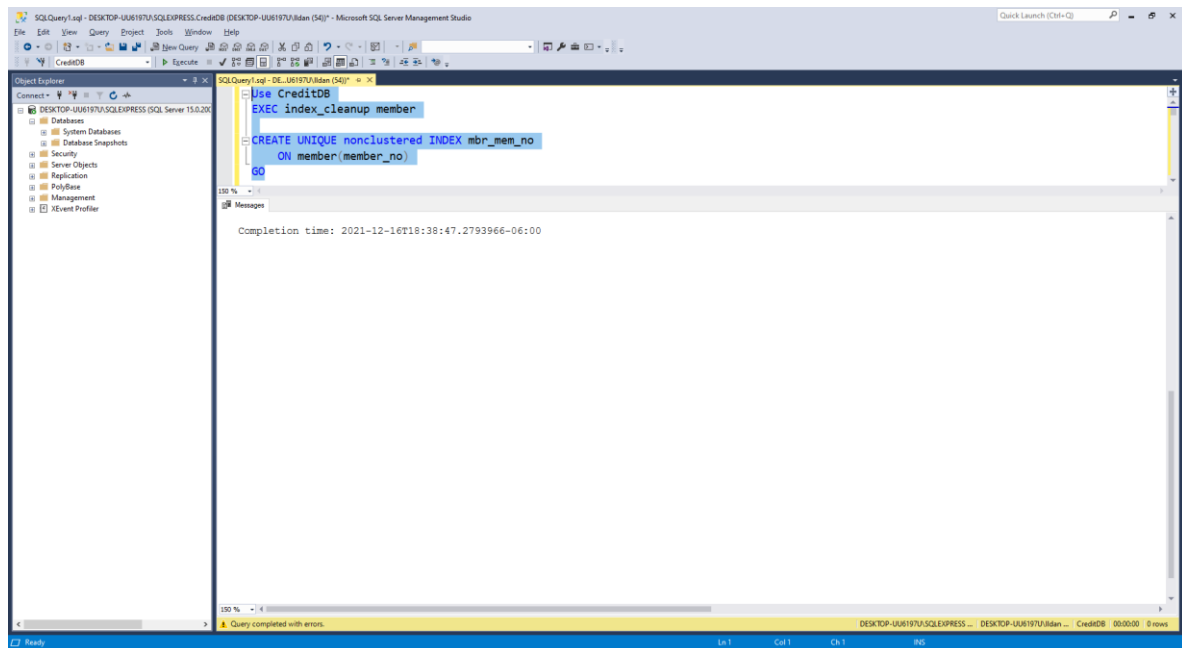 SQLQuery1.sql - DESKTOP-UU6197U\SQLEXPRESS.CreditDB (DESKTOP-UU6197U\Ildan (54))* - Microsoft SQL Server Management Studio
Quick Launch (Ctrl+Q)
File Edit View Query Project Tools Window Help
New Query
CreditDB
Execute
Object Explorer
SQLQuery1.sql - DE...U6197U\Ildan (54))*
Connect
DESKTOP-UU6197U\SQLEXPRESS (SQL Server 15.0.200
Databases
System Databases
Database Snapshots
Security
Server Objects
Replication
PolyBase
Management
XEvent Profiler
Use CreditDB
EXEC index_cleanup member
CREATE UNIQUE nonclustered INDEX mbr_mem_no
ON member(member_no)
GO
150 %
Messages
Completion time: 2021-12-16T18:38:47.2793966-06:00
150 %
Query completed with errors.
DESKTOP-UU6197U\SQLEXPRESS ... DESKTOP-UU6197U\Ildan ... CreditDB 00:00:00 0 rows
Ready
Ln 1 Col 1 Ch 1 INS